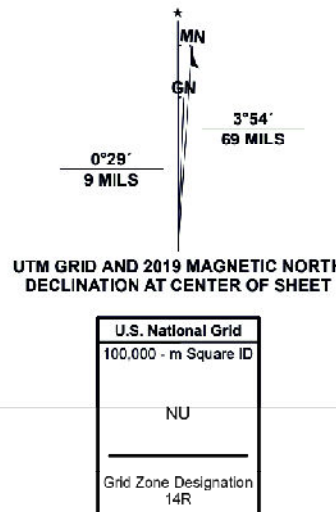 MN
GN
3°54´
69 MILS
0°29´
9 MILS
UTM GRID AND 2019 MAGNETIC NORTH
DECLINATION AT CENTER OF SHEET
U.S. National Grid
100,000 - m Square ID
NU
Grid Zone Designation
14R